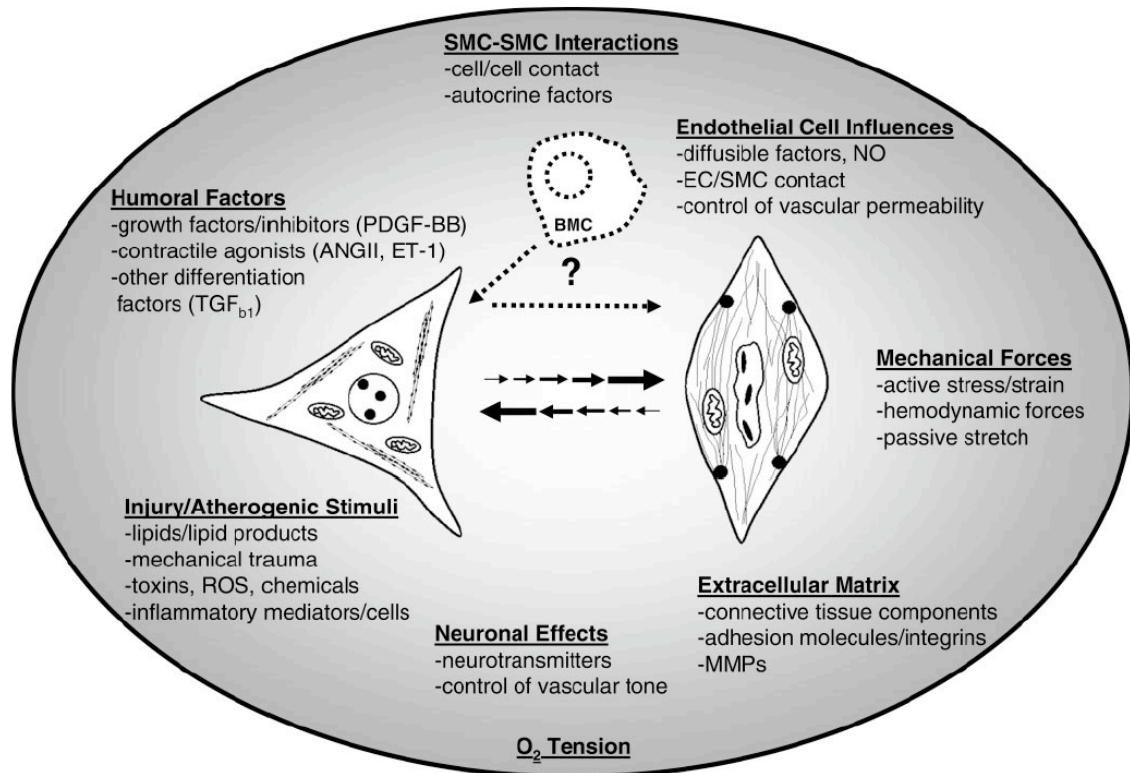 SMC-SMC Interactions
-cell/cell contact
-autocrine factors
Endothelial Cell Influences
-diffusible factors, NO
-EC/SMC contact
-control of vascular permeability
Humoral Factors
-growth factors/inhibitors (PDGF-BB)
-contractile agonists (ANGII, ET-1)
-other differentiation
factors (TGFb1)
BMC
?
Mechanical Forces
-active stress/strain
-hemodynamic forces
-passive stretch
Injury/Atherogenic Stimuli
-lipids/lipid products
-mechanical trauma
-toxins, ROS, chemicals
-inflammatory mediators/cells
Extracellular Matrix
-connective tissue components
-adhesion molecules/integrins
-MMPs
Neuronal Effects
-neurotransmitters
-control of vascular tone
O2 Tension